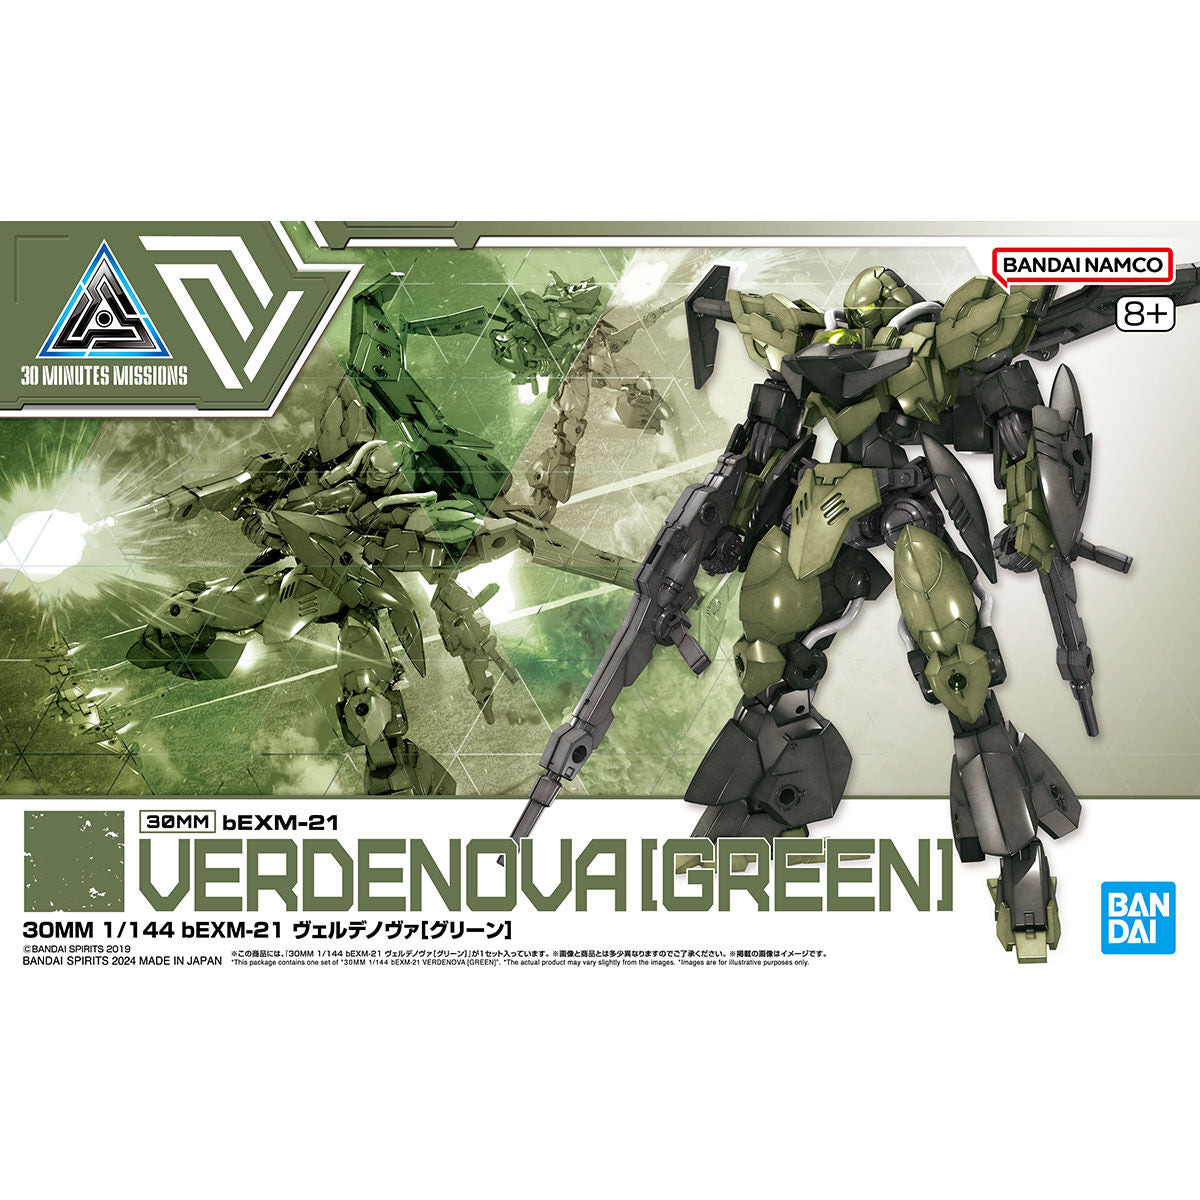 30 MINUTES MISSIONS
BANDAI NAMCO
8+
30MM bEXM-21
VERDENOVA[GREEN]
30MM 1/144 bEXM-21 ヴェルデノヴァ[グリーン]
©BANDAI SPIRITS 2019
BANDAI SPIRITS 2024 MADE IN JAPAN
※この商品には、「30MM 1/144 bEXM-21 ヴェルデノヴァ[グリーン]」が1セット入っています。※画像と商品とは多少異なりますのでご了承ください。※掲載の画像はイメージです。
*This package contains one set of "30MM 1/144 bEXM-21 VERDENOVA [GREEN]". *The actual product may vary slightly from the images. *Images are for illustrative purposes only.
BAN
DAI